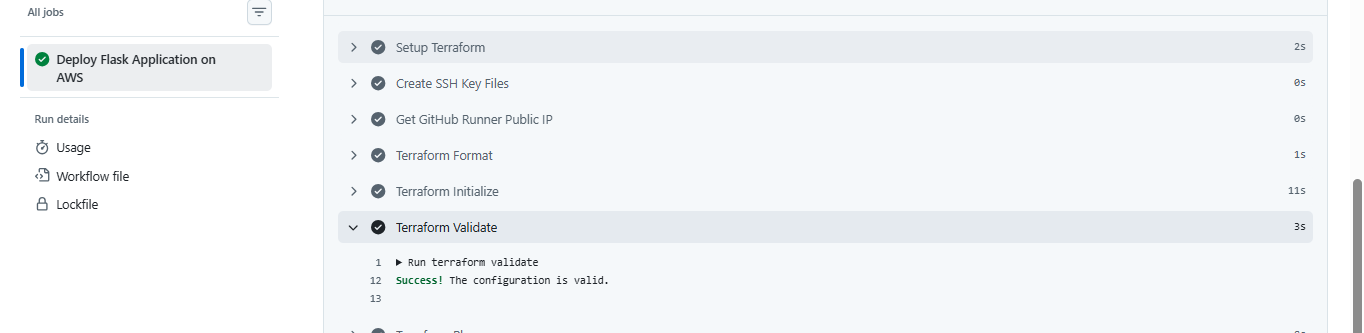 All jobs
Deploy Flask Application on
AWS
Run details
Usage
Workflow file
Lockfile
Setup Terraform 2s
Create SSH Key Files 0s
Get GitHub Runner Public IP 0s
Terraform Format 1s
Terraform Initialize 11s
Terraform Validate 3s
1 ▶ Run terraform validate
12 Success! The configuration is valid.
13
Terraform